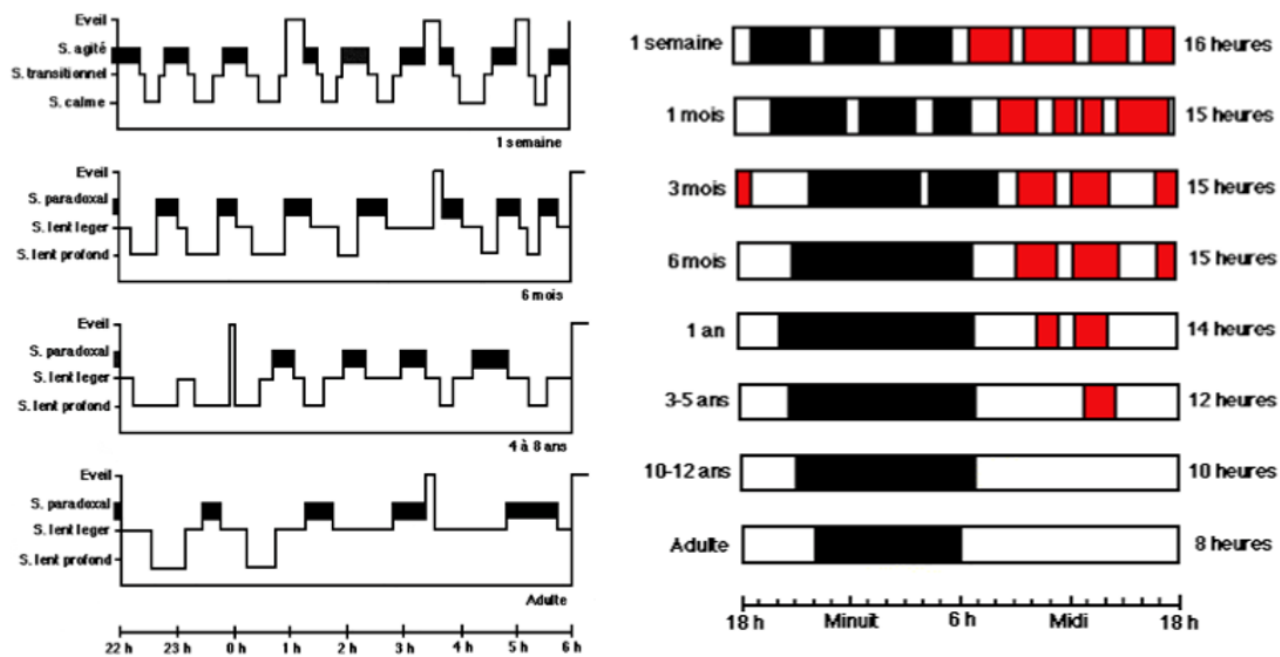 Eveil
S. agité
S. transitionnel
S. calme
1 semaine
Eveil
S. paradoxal
S. lent leger
S. lent profond
6 mois
Eveil
S. paradoxal
S. lent leger
S. lent profond
4 à 8 ans
Eveil
S. paradoxal
S. lent leger
S. lent profond
Adulte
22 h 23 h 0 h 1 h 2 h 3 h 4 h 5 h 6 h
1 semaine 16 heures
1 mois 15 heures
3 mois 15 heures
6 mois 15 heures
1 an 14 heures
3-5 ans 12 heures
10-12 ans 10 heures
Adulte 8 heures
18 h Minuit 6 h Midi 18 h